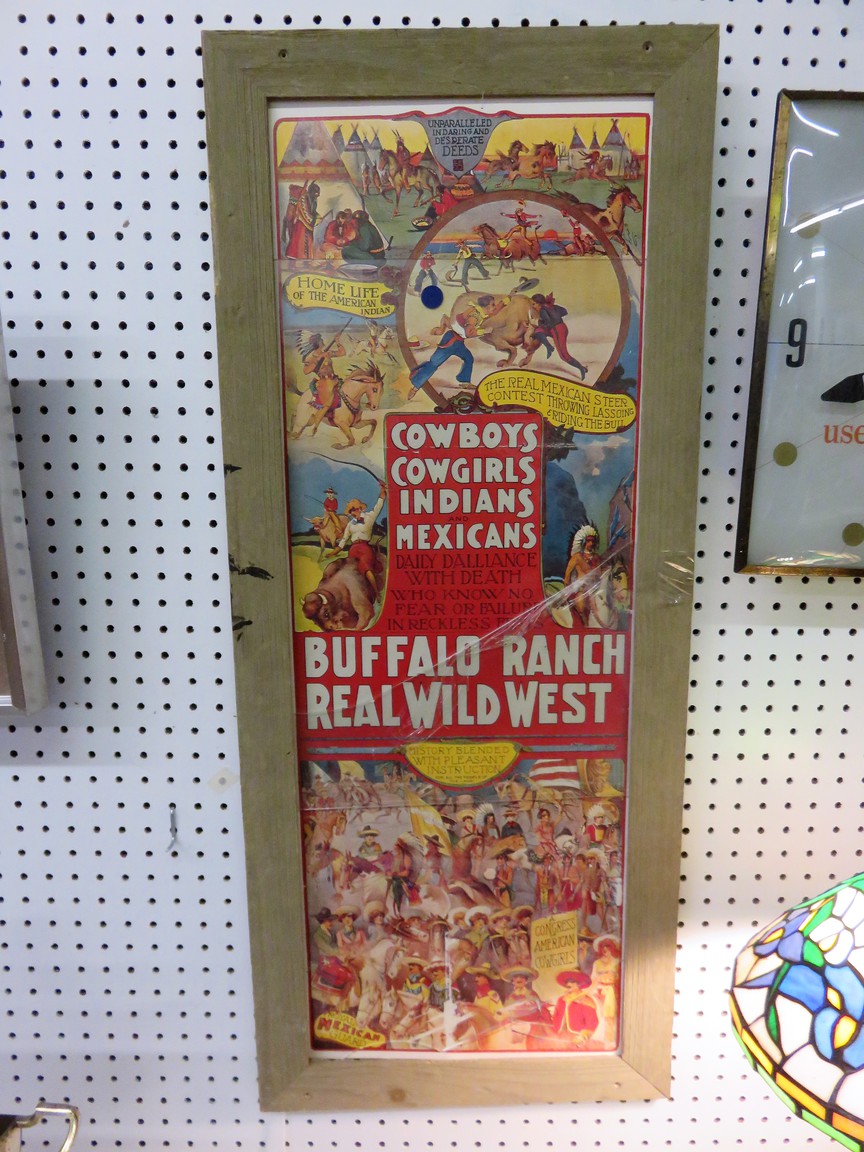 UNPARALLELED
IN DARING AND
DESPERATE
DEEDS
HOME LIFE
OF THE AMERICAN
INDIAN
THE REAL MEXICAN STEER
CONTEST THROWING LASSOING
& RIDING THE BULL
COWBOYS
COWGIRLS
INDIANS
AND
MEXICANS
DAILY DALLIANCE
WITH DEATH
WHO KNOW NO
FEAR OR FAILURE
IN RECKLESS
BUFFALO RANCH
REAL WILD WEST
HISTORY BLENDED
WITH PLEASANT
INSTRUCTION
CONGRESS
AMERICAN
COWGIRLS
MEXICAN
9
use